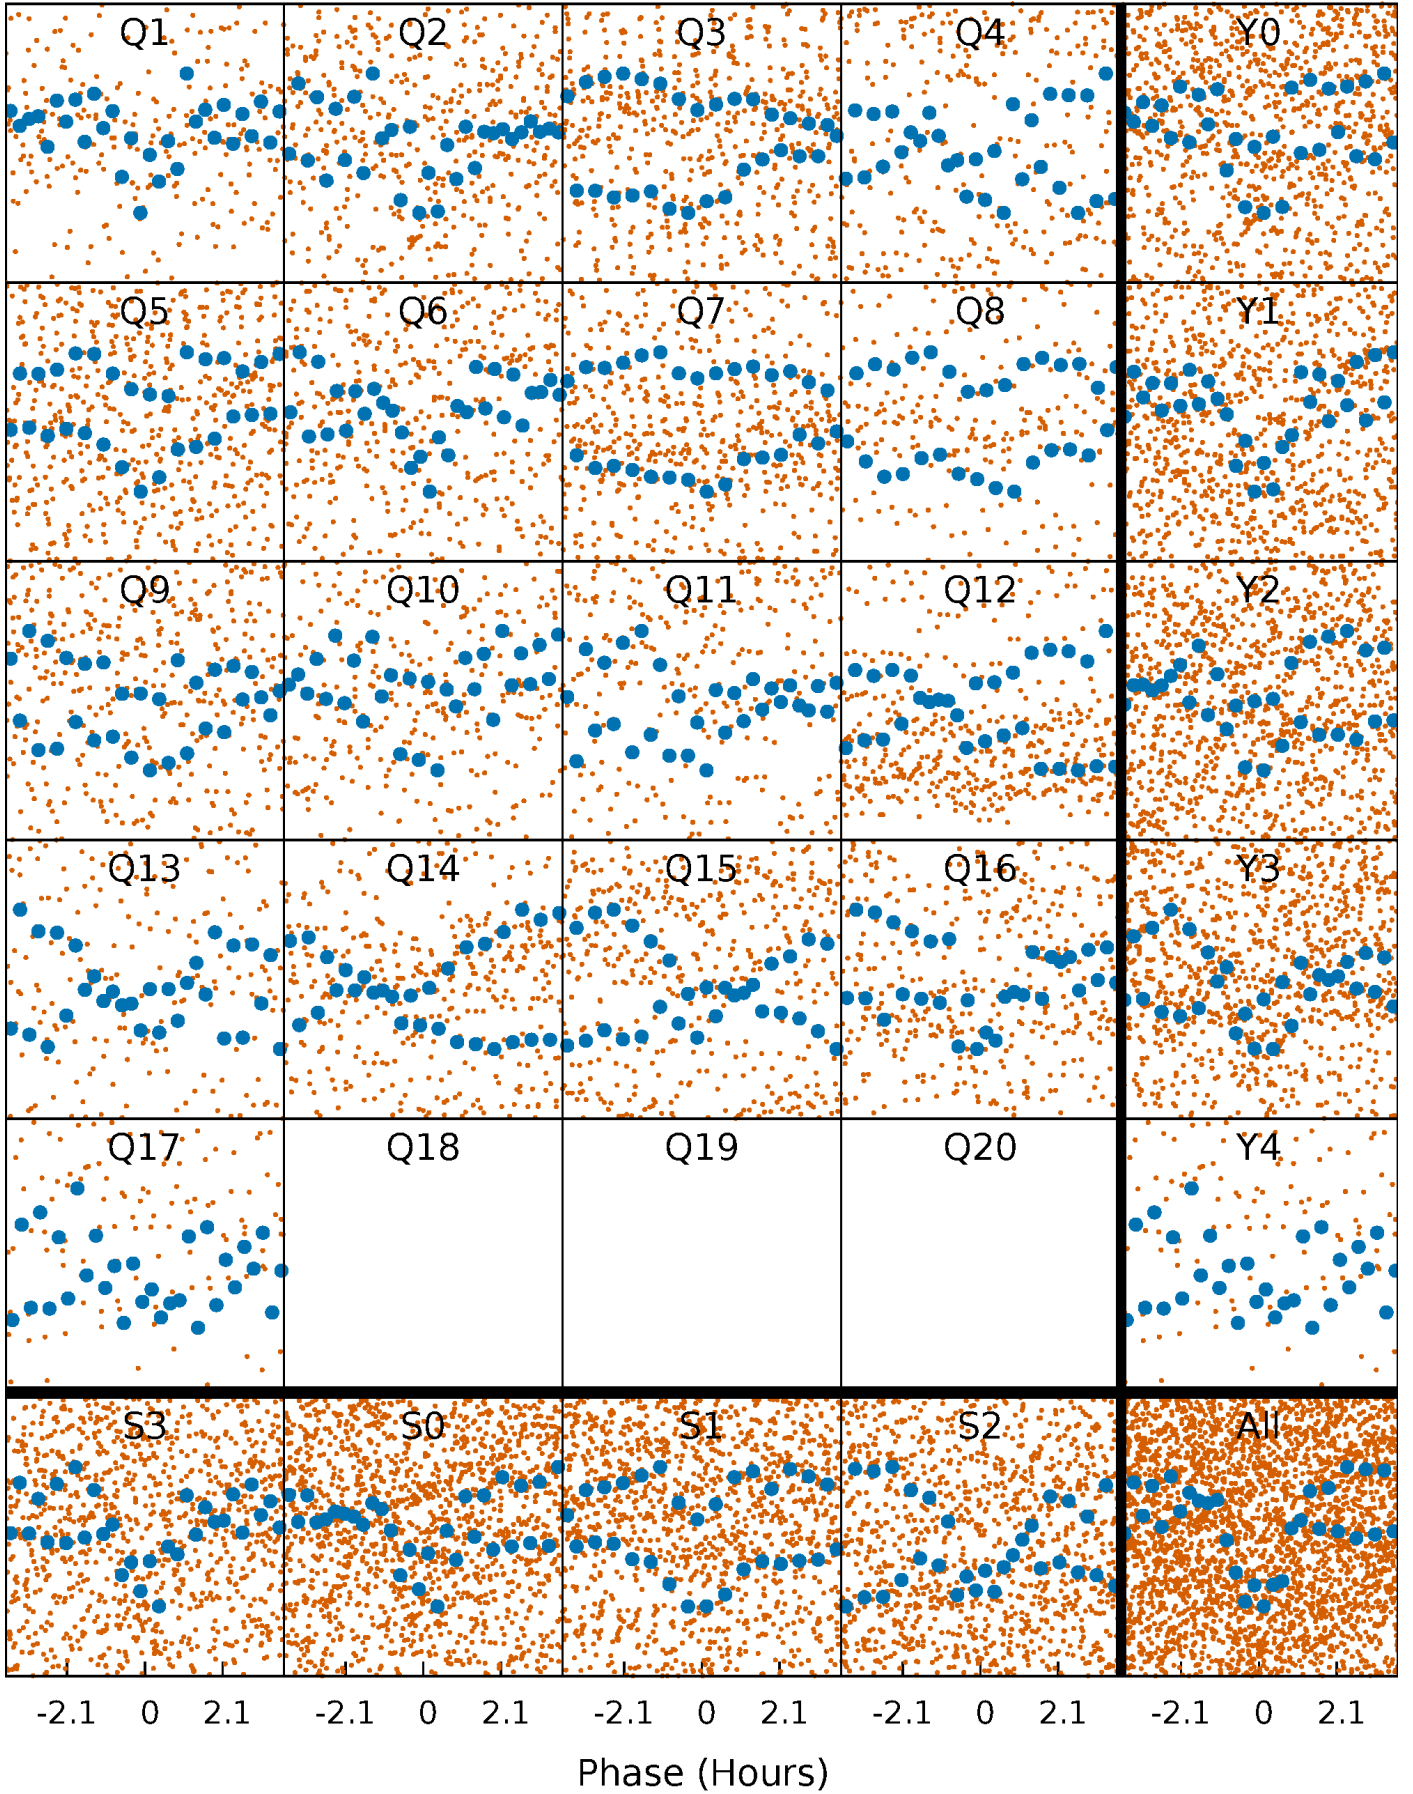 Q1 Q2 Q3 Q4 Y0
Q5 Q6 Q7 Q8 Y1
Q9 Q10 Q11 Q12 Y2
Q13 Q14 Q15 Q16 Y3
Q17 Q18 Q19 Q20 Y4
S3 S0 S1 S2 All
-2.1 0 2.1 -2.1 0 2.1 -2.1 0 2.1 -2.1 0 2.1 -2.1 0 2.1
Phase (Hours)